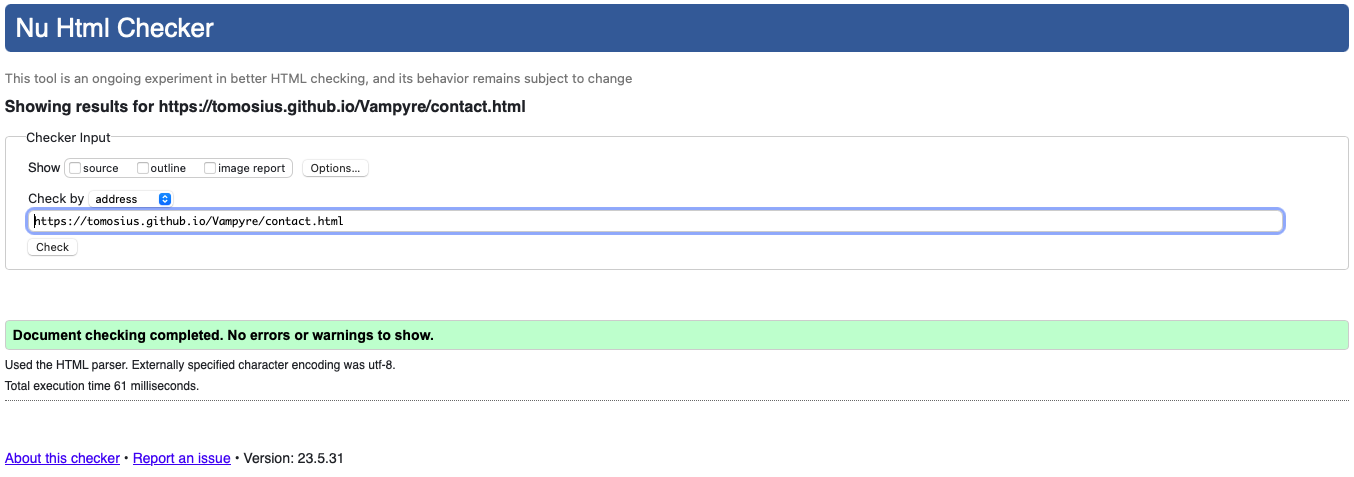 Nu Html Checker
This tool is an ongoing experiment in better HTML checking, and its behavior remains subject to change
Showing results for https://tomosius.github.io/Vampyre/contact.html
Checker Input
Show source outline image report Options...
Check by address
https://tomosius.github.io/Vampyre/contact.html
Check
Document checking completed. No errors or warnings to show.
Used the HTML parser. Externally specified character encoding was utf-8.
Total execution time 61 milliseconds.
About this checker • Report an issue • Version: 23.5.31